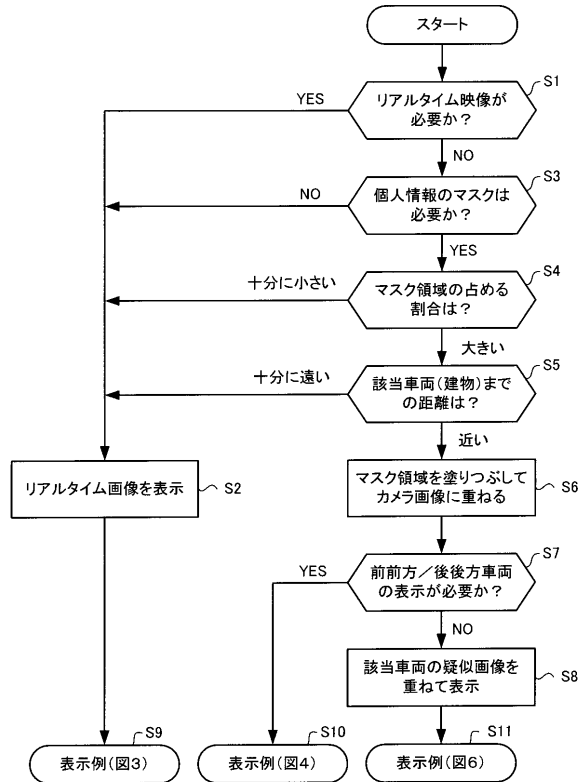 スタート
S1
リアルタイム映像が
必要か？
YES
NO
S3
個人情報のマスクは
必要か？
NO
YES
S4
マスク領域の占める
割合は？
十分に小さい
大きい
S5
該当車両（建物）まで
の距離は？
十分に遠い
近い
リアルタイム画像を表示
S2
マスク領域を塗りつぶして
カメラ画像に重ねる
S6
S7
前前方／後後方車両
の表示が必要か？
YES
NO
該当車両の疑似画像を
重ねて表示
S8
S9
表示例（図3）
S10
表示例（図4）
S11
表示例（図6）